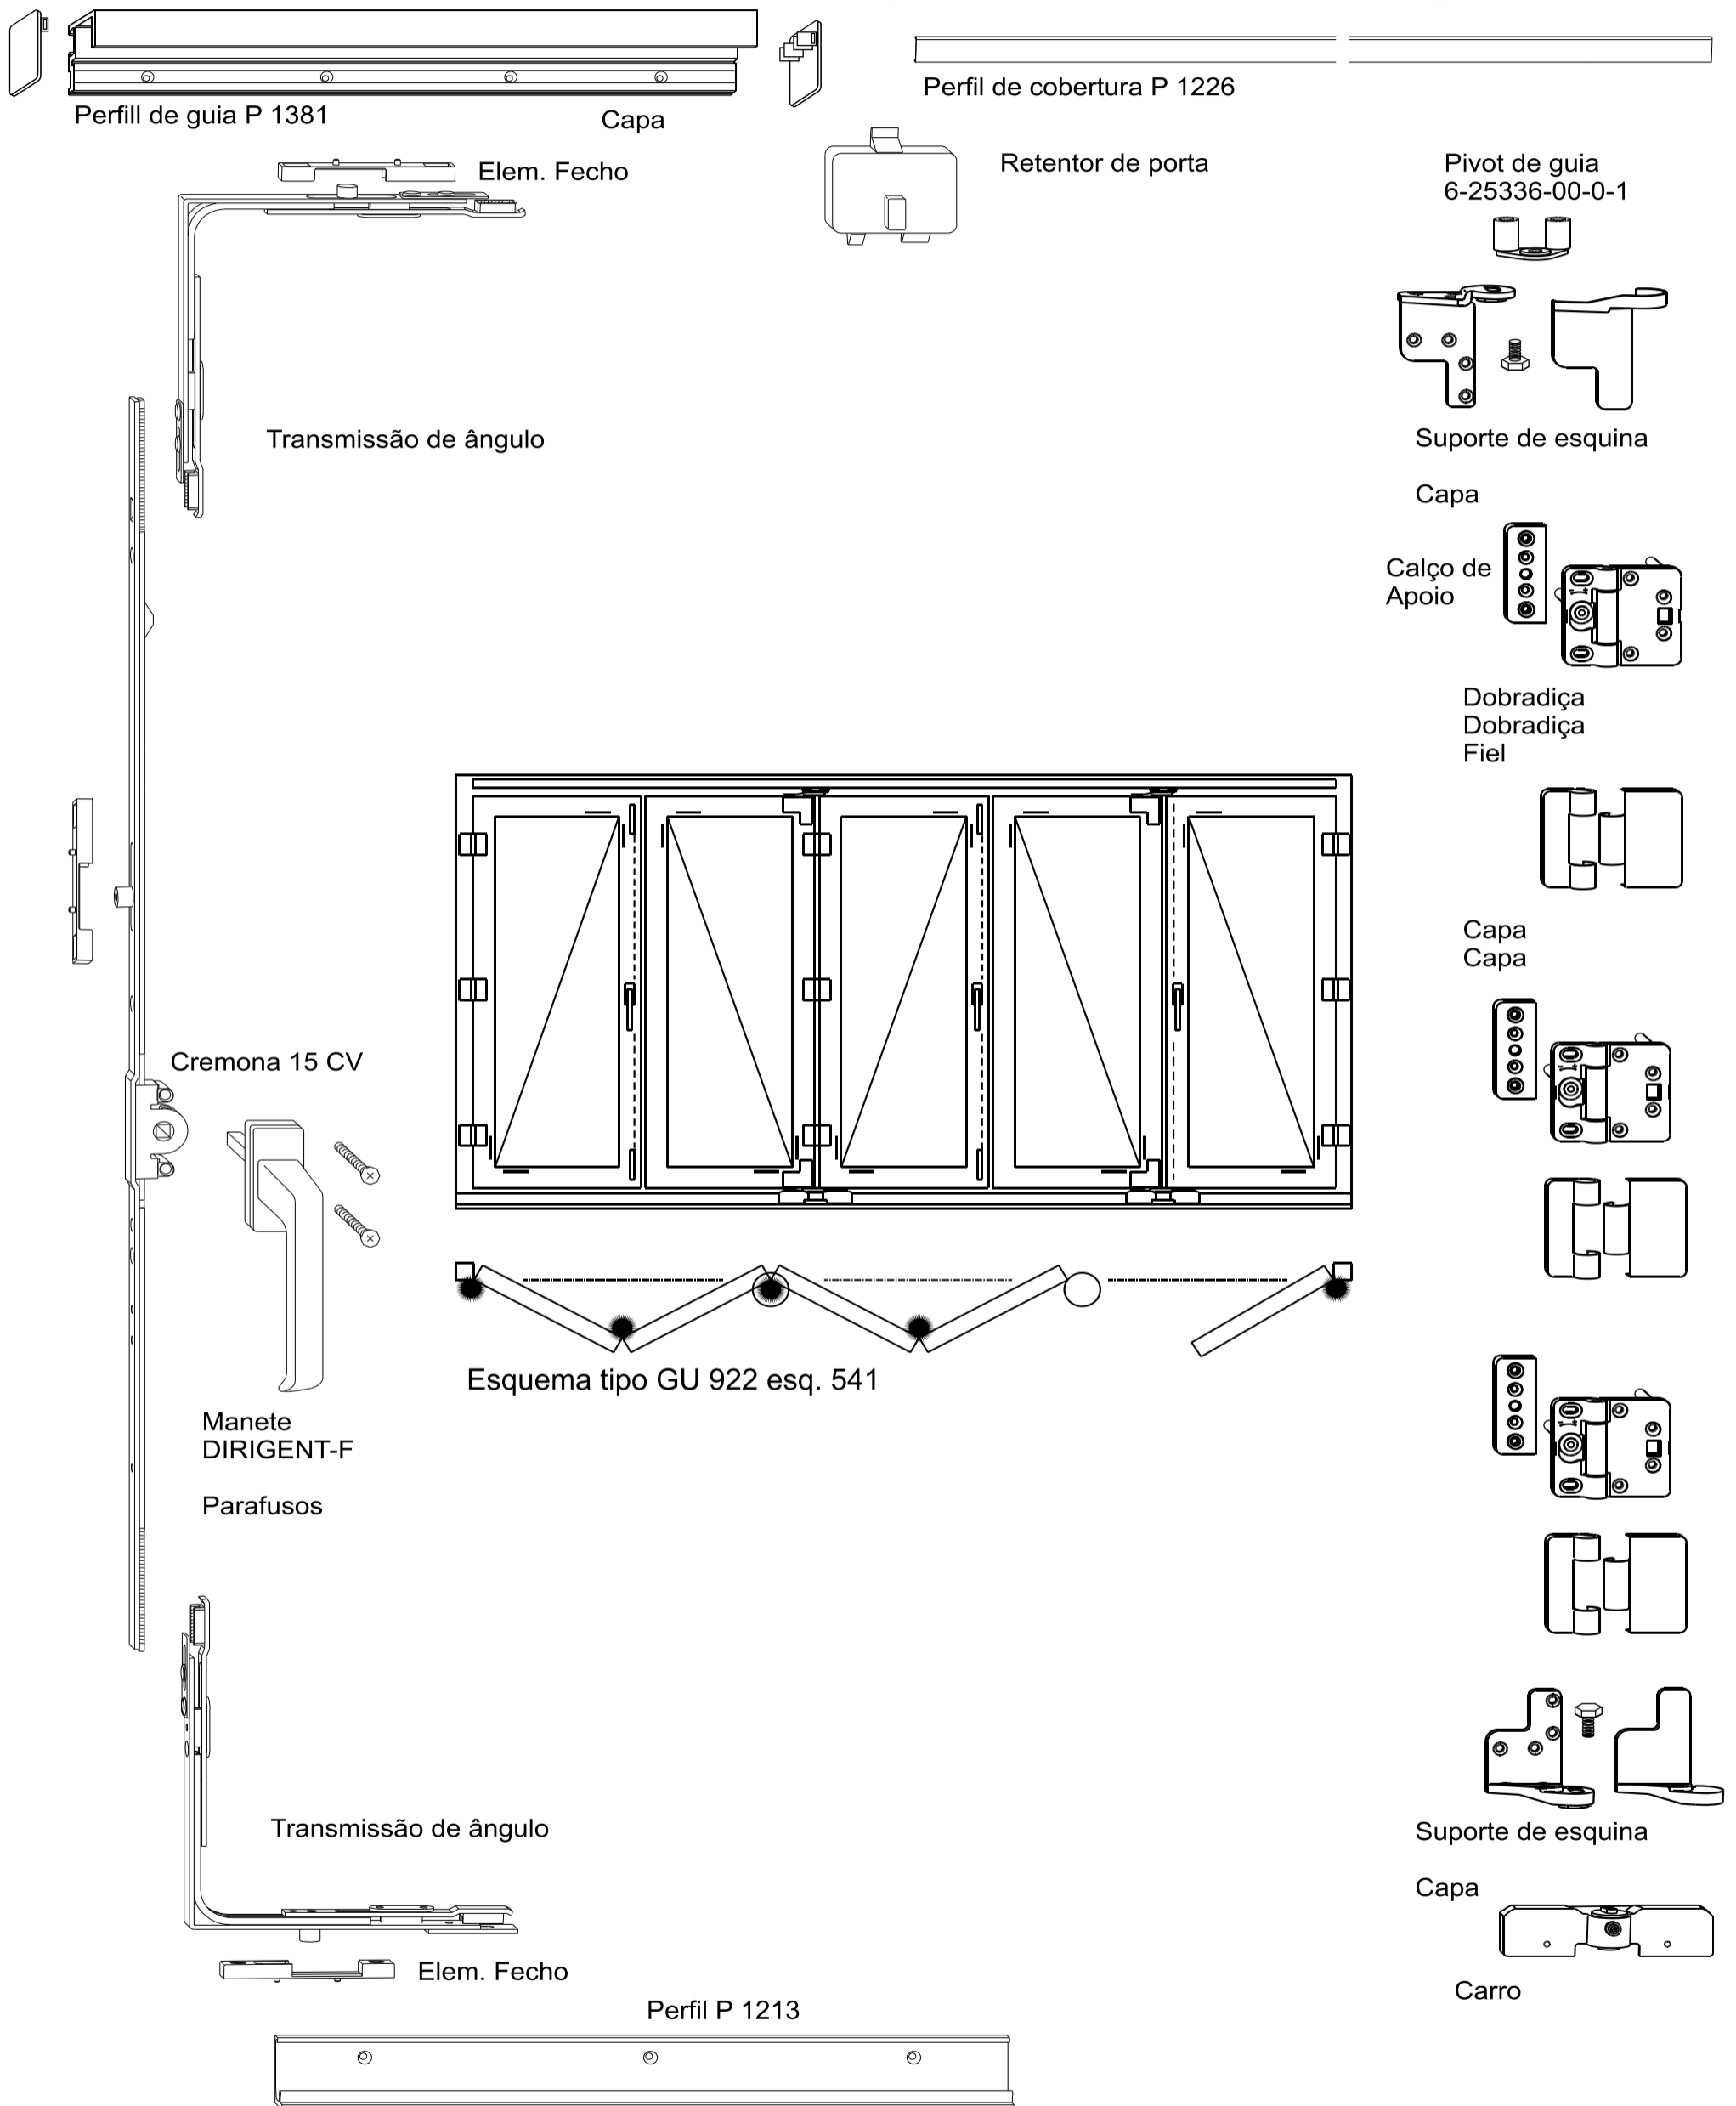 Perfill de guia P 1381
Capa
Perfil de cobertura P 1226
Elem. Fecho
Retentor de porta
Pivot de guia
6-25336-00-0-1
Transmissão de ângulo
Suporte de esquina
Capa
Calço de
Apoio
Dobradiça
Dobradiça
Fiel
Capa
Capa
Cremona 15 CV
Esquema tipo GU 922 esq. 541
Manete
DIRIGENT-F
Parafusos
Transmissão de ângulo
Suporte de esquina
Capa
Elem. Fecho
Carro
Perfil P 1213